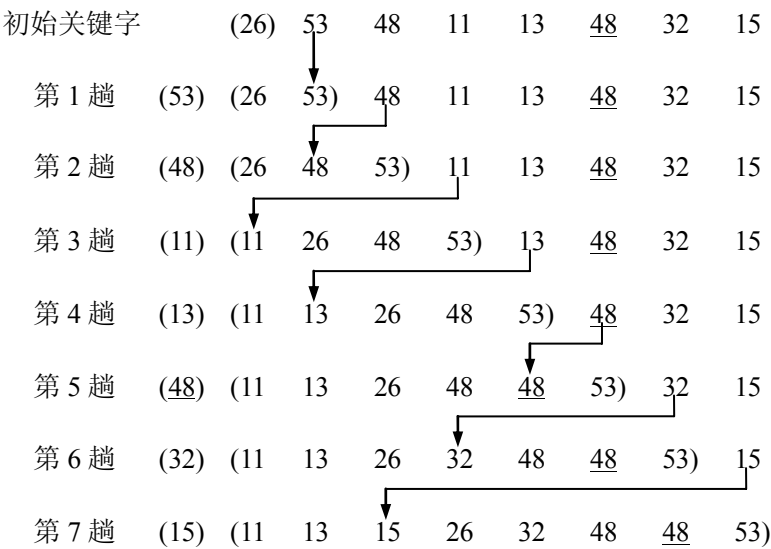 初始关键字 (26) 53 48 11 13 48 32 15
第 1 趟 (53) (26 53) 48 11 13 48 32 15
第 2 趟 (48) (26 48 53) 11 13 48 32 15
第 3 趟 (11) (11 26 48 53) 13 48 32 15
第 4 趟 (13) (11 13 26 48 53) 48 32 15
第 5 趟 (48) (11 13 26 48 48 53) 32 15
第 6 趟 (32) (11 13 26 32 48 48 53) 15
第 7 趟 (15) (11 13 15 26 32 48 48 53)